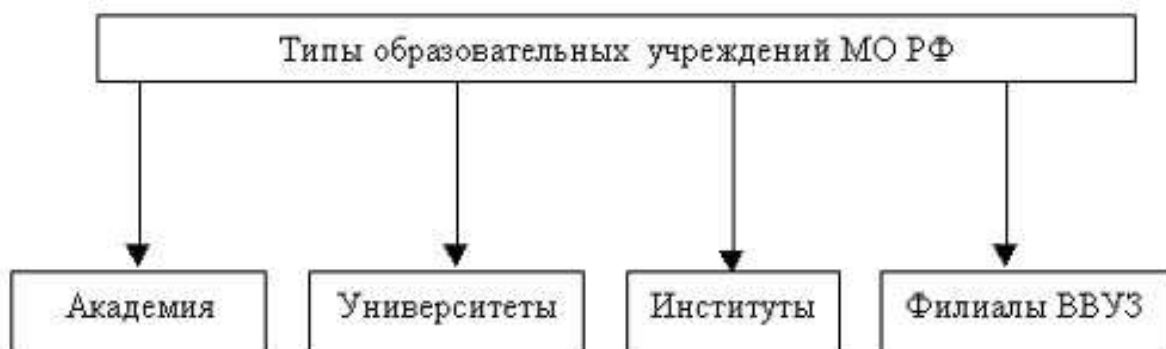 Типы образовательных учреждений МО РФ
Академия
Университеты
Институты
Филиалы ВВУЗ